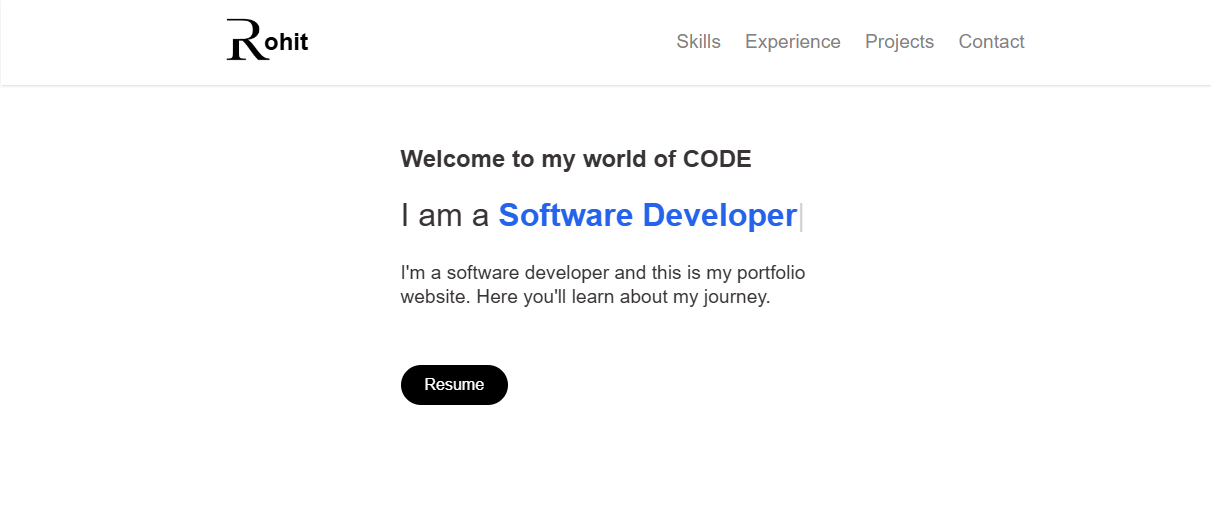 Rohit
Skills Experience Projects Contact
Welcome to my world of CODE
I am a Software Developer
I'm a software developer and this is my portfolio
website. Here you'll learn about my journey.
Resume